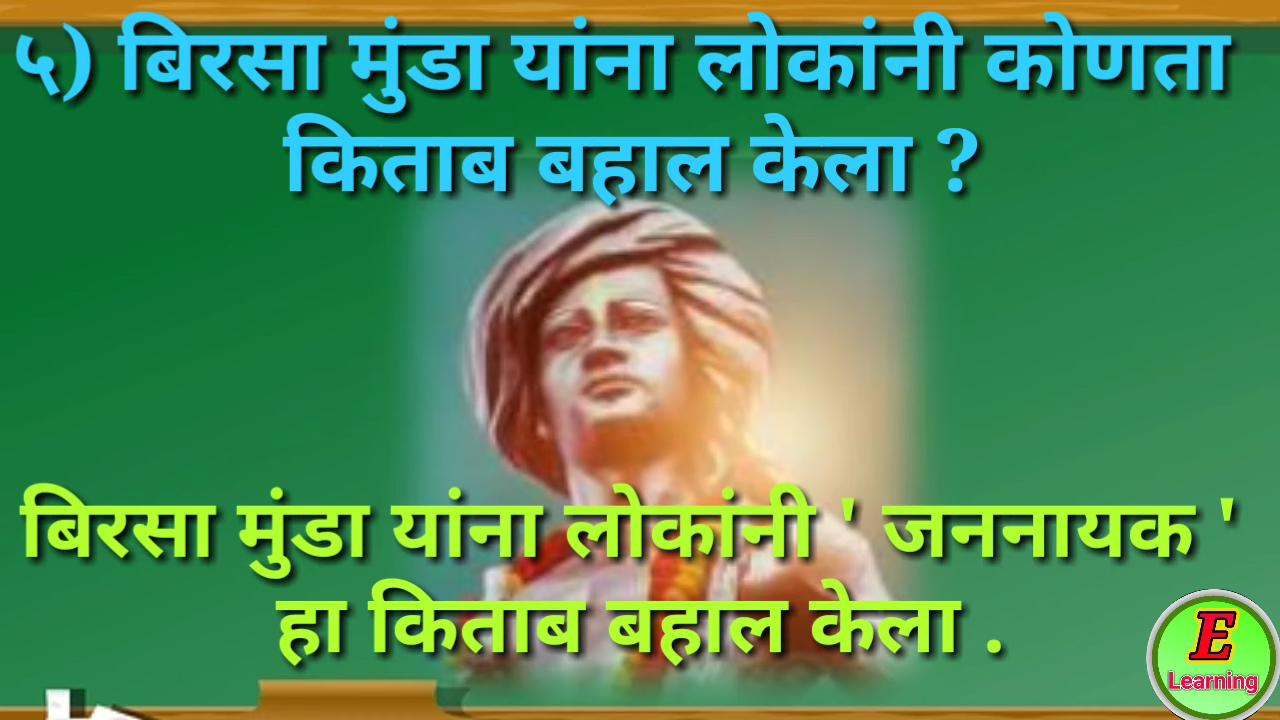 ५) बिरसा मुंडा यांना लोकांनी कोणता
किताब बहाल केला ?
बिरसा मुंडा यांना लोकांनी ' जननायक '
हा किताब बहाल केला .
E
Learning